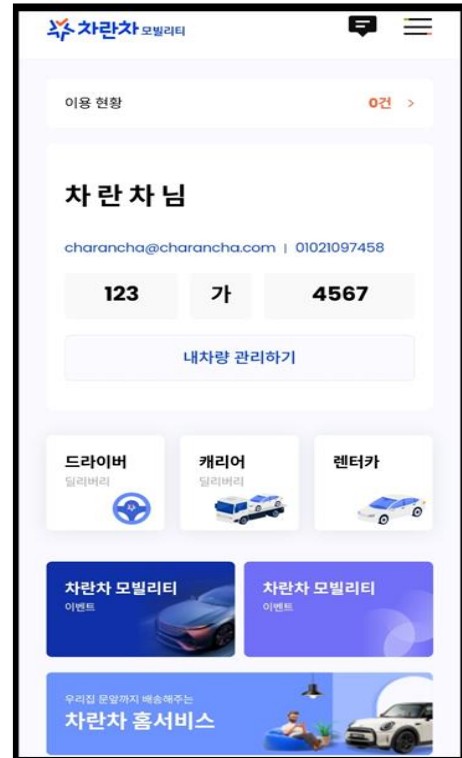 차란차 모빌리티
이용 현황 0건 >
차 란 차 님
charancha@charancha.com | 01021097458
123 가 4567
내차량 관리하기
드라이버 캐리어 렌터카
딜리버리 딜리버리
차란차 모빌리티 차란차 모빌리티
이벤트 이벤트
우리집 문앞까지 배송해주는
차란차 홈서비스